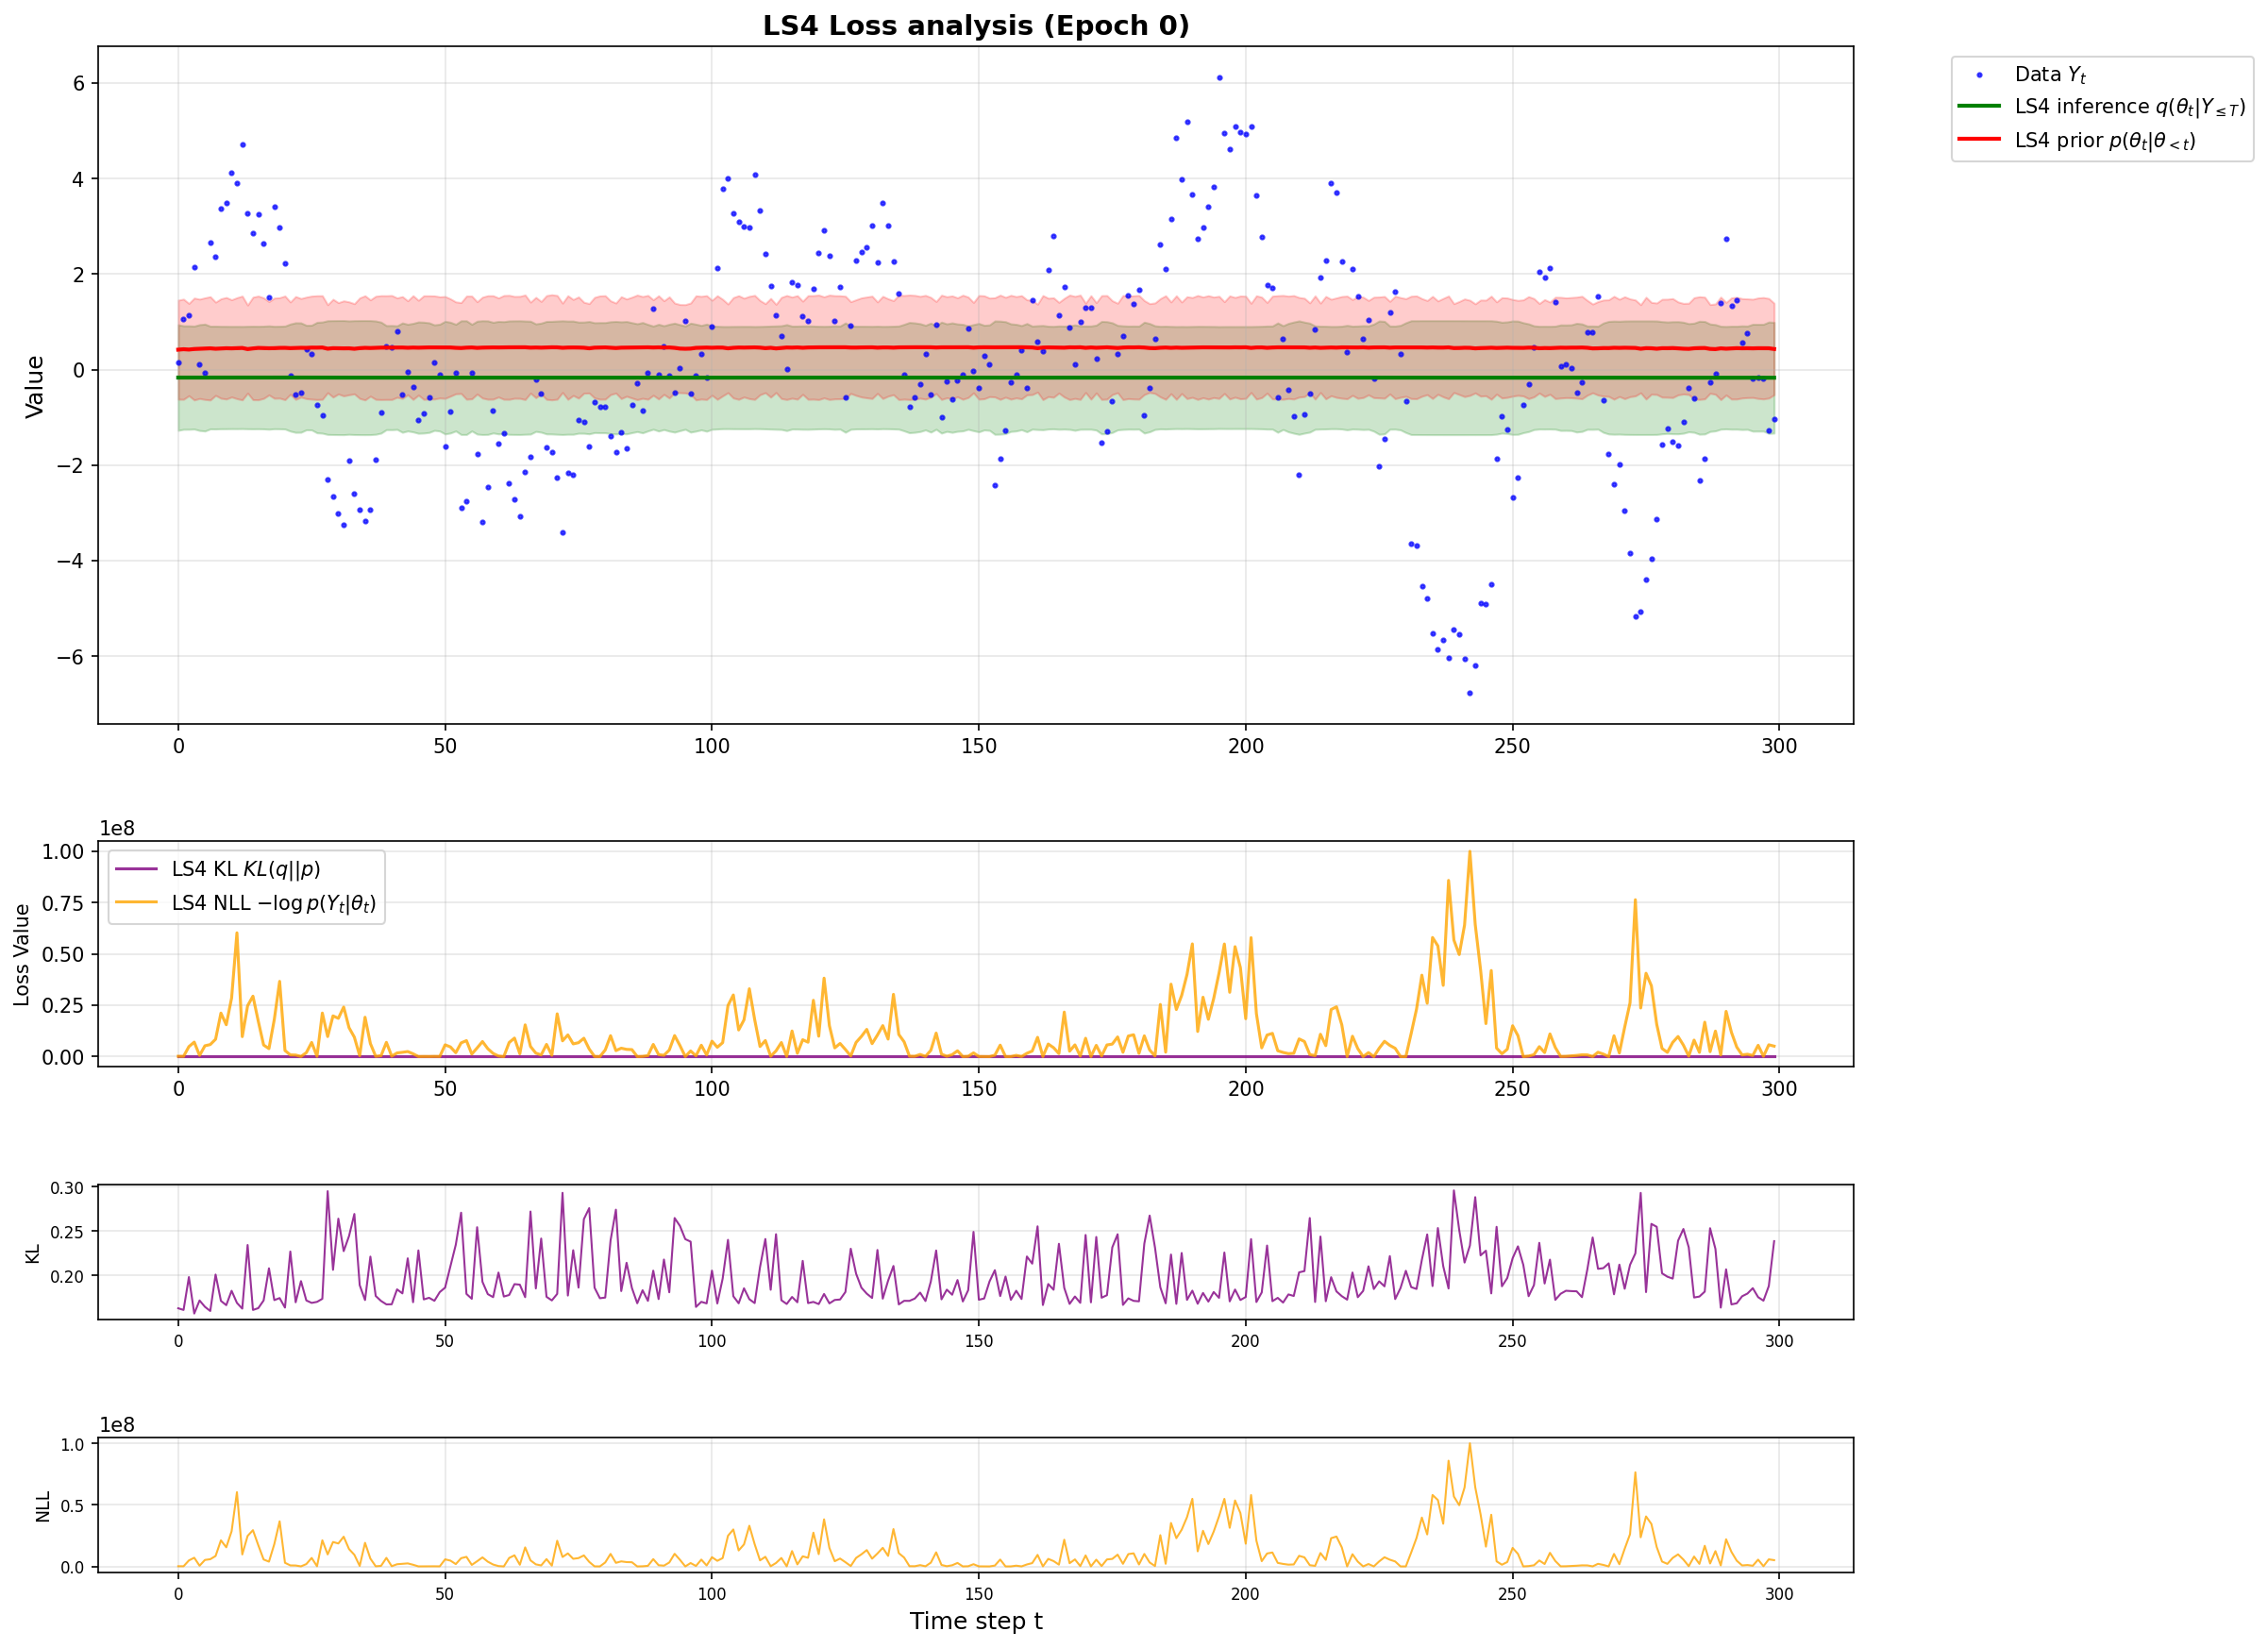 LS4 Loss analysis (Epoch 0)
Data Y_t
LS4 inference q(θ_t|Y_≤T)
LS4 prior p(θ_t|θ_<t)
Value
6
4
2
0
−2
−4
−6
0 50 100 150 200 250 300
1e8
LS4 KL KL(q||p)
LS4 NLL −log p(Y_t|θ_t)
Loss Value
1.00
0.75
0.50
0.25
0.00
0 50 100 150 200 250 300
KL
0.30
0.25
0.20
0 50 100 150 200 250 300
1e8
NLL
1.0
0.5
0.0
0 50 100 150 200 250 300
Time step t